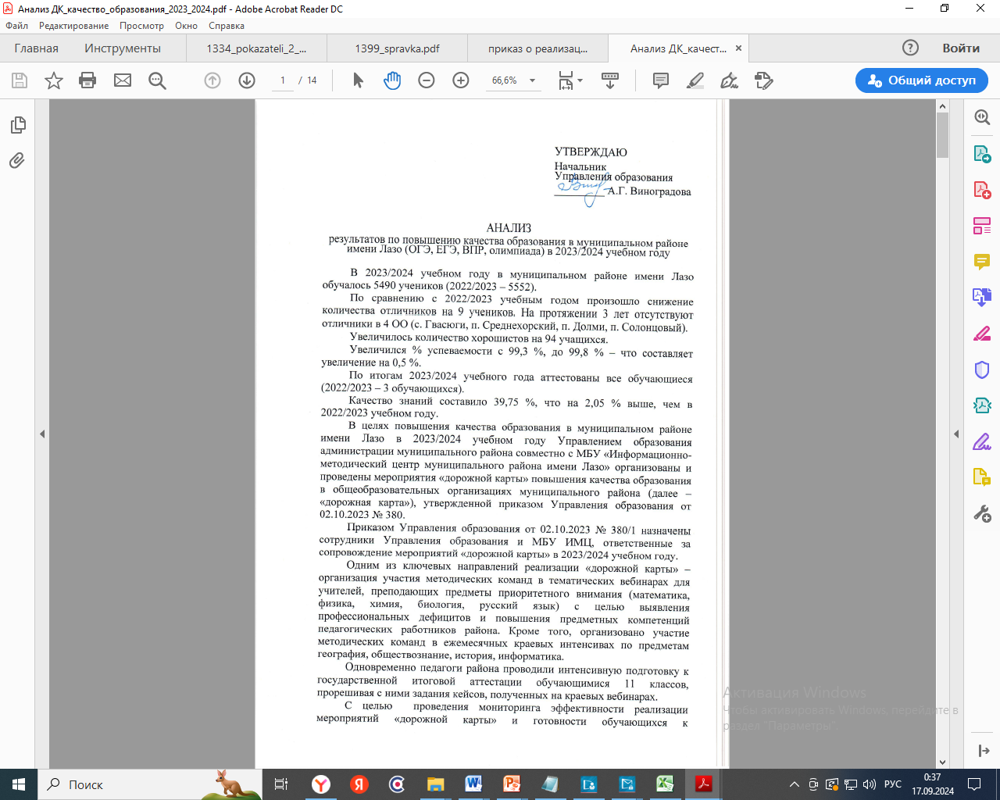 Анализ ДК_качество_образования_2023_2024.pdf - Adobe Acrobat Reader DC
Файл Редактирование Просмотр Окно Справка
Главная Инструменты 1334_pokazateli_2_... 1399_spravka.pdf приказ о реализац... Анализ ДК_качест... Войти
1 / 14 66,6% Общий доступ
УТВЕРЖДАЮ
Начальник
Управления образования
А.Г. Виноградова
АНАЛИЗ
результатов по повышению качества образования в муниципальном районе
имени Лазо (ОГЭ, ЕГЭ, ВПР, олимпиада) в 2023/2024 учебном году
В 2023/2024 учебном году в муниципальном районе имени Лазо
обучалось 5490 учеников (2022/2023 – 5552).
По сравнению с 2022/2023 учебным годом произошло снижение
количества отличников на 9 учеников. На протяжении 3 лет отсутствуют
отличники в 4 ОО (с. Гвасюги, п. Среднехорский, п. Долми, п. Солонцовый).
Увеличилось количество хорошистов на 94 учащихся.
Увеличился % успеваемости с 99,3 %, до 99,8 % – что составляет
увеличение на 0,5 %.
По итогам 2023/2024 учебного года аттестованы все обучающиеся
(2022/2023 – 3 обучающихся).
Качество знаний составило 39,75 %, что на 2,05 % выше, чем в
2022/2023 учебном году.
В целях повышения качества образования в муниципальном районе
имени Лазо в 2023/2024 учебном году Управлением образования
администрации муниципального района совместно с МБУ «Информационно-
методический центр муниципального района имени Лазо» организованы и
проведены мероприятия «дорожной карты» повышения качества образования
в общеобразовательных организациях муниципального района (далее –
«дорожная карта»), утвержденной приказом Управления образования от
02.10.2023 № 380.
Приказом Управления образования от 02.10.2023 № 380/1 назначены
сотрудники Управления образования и МБУ ИМЦ, ответственные за
сопровождение мероприятий «дорожной карты» в 2023/2024 учебном году.
Одним из ключевых направлений реализации «дорожной карты» –
организация участия методических команд в тематических вебинарах для
учителей, преподающих предметы приоритетного внимания (математика,
физика, химия, биология, русский язык) с целью выявления
профессиональных дефицитов и повышения предметных компетенций
педагогических работников района. Кроме того, организовано участие
методических команд в ежемесячных краевых интенсивах по предметам
география, обществознание, история, информатика.
Одновременно педагоги района проводили интенсивную подготовку к
государственной итоговой аттестации обучающимися 11 классов,
прорешивая с ними задания кейсов, полученных на краевых вебинарах.
С целью проведения мониторинга эффективности реализации
мероприятий «дорожной карты» и готовности обучающихся к
Активация Windows
Чтобы активировать Windows, перейдите в
раздел "Параметры".
Поиск РУС 0:37
17.09.2024